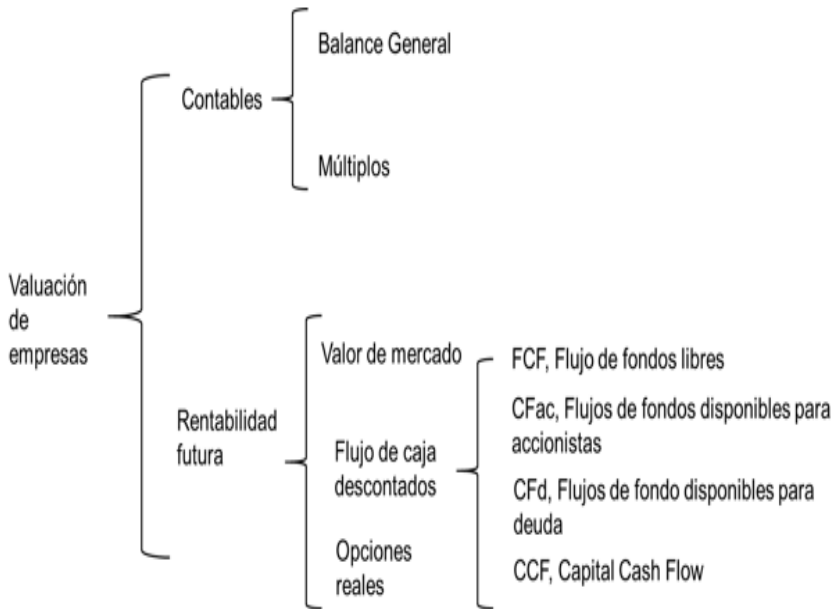 Valuación
de
empresas
Contables
Balance General
Múltiplos
Rentabilidad
futura
Valor de mercado
Flujo de caja
descontados
Opciones
reales
FCF, Flujo de fondos libres
CFac, Flujos de fondos disponibles para
accionistas
CFd, Flujos de fondo disponibles para
deuda
CCF, Capital Cash Flow